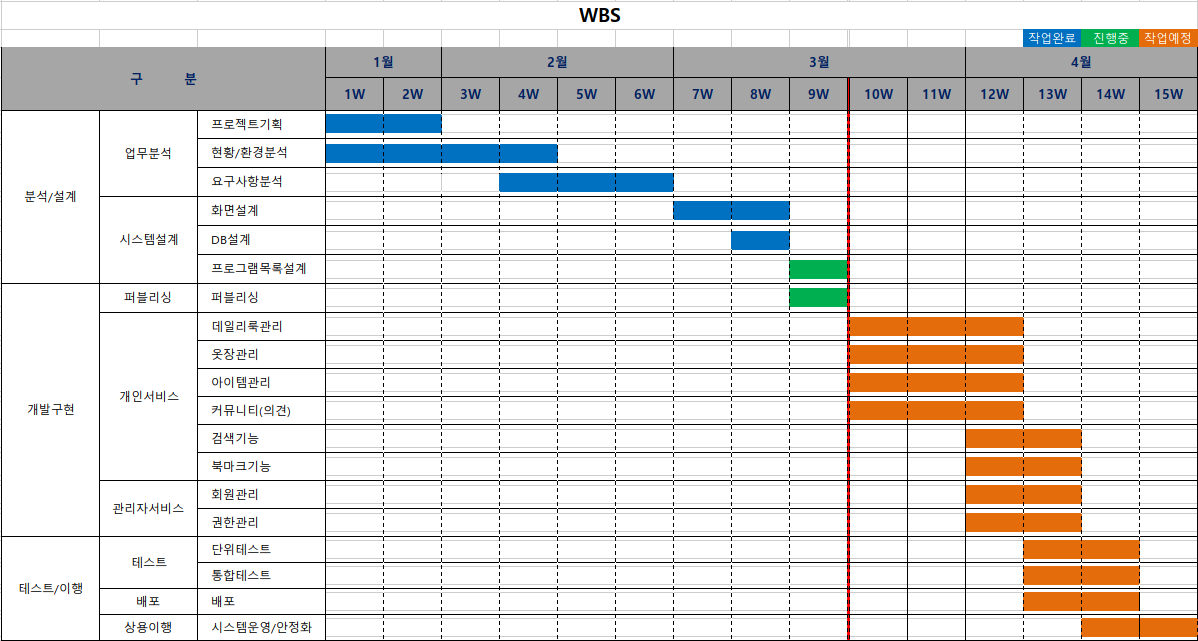 WBS
작업완료 진행중 작업예정
구 분 1월 2월 3월 4월
1W 2W 3W 4W 5W 6W 7W 8W 9W 10W 11W 12W 13W 14W 15W
분석/설계
업무분석
프로젝트기획
현황/환경분석
요구사항분석
시스템설계
화면설계
DB설계
프로그램목록설계
개발구현
퍼블리싱
퍼블리싱
개인서비스
데일리룩관리
옷장관리
아이템관리
커뮤니티(의견)
검색기능
북마크기능
관리자서비스
회원관리
권한관리
테스트/이행
테스트
단위테스트
통합테스트
배포
배포
상용이행
시스템운영/안정화